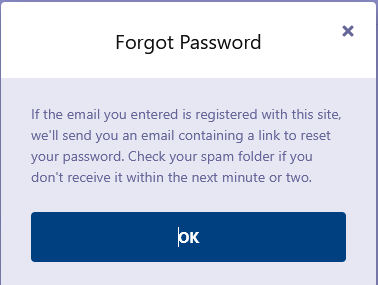 Forgot Password
If the email you entered is registered with this site,
we'll send you an email containing a link to reset
your password. Check your spam folder if you
don't receive it within the next minute or two.
OK